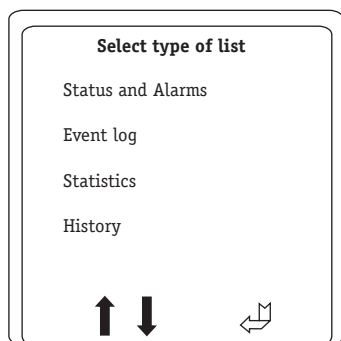 Select type of list
Status and Alarms
Event log
Statistics
History